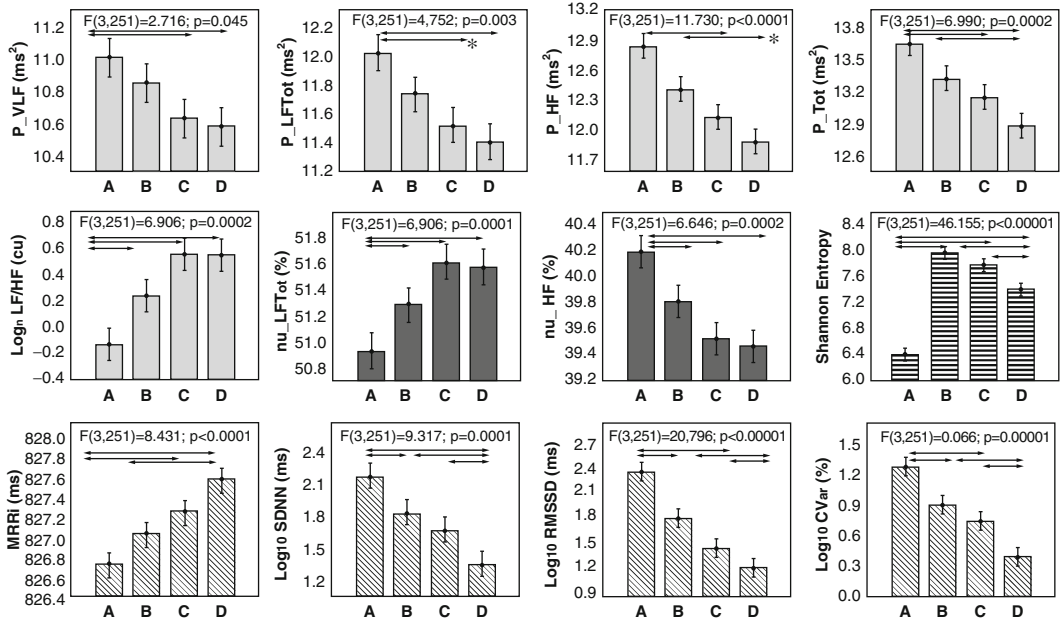 F(3,251)=2.716; p=0.045
P_VLF (ms²)
11.2
11.0
10.8
10.6
10.4
A B C D
F(3,251)=4,752; p=0.003
*
P_LFTot (ms²)
12.2
12.0
11.8
11.6
11.4
11.2
A B C D
F(3,251)=11.730; p<0.0001
*
P_HF (ms²)
13.2
12.9
12.6
12.3
12.0
11.7
A B C D
F(3,251)=6.990; p=0.0002
P_Tot (ms²)
13.8
13.5
13.2
12.9
12.6
A B C D
F(3,251)=6.906; p=0.0002
Logn LF/HF (cu)
0.8
0.6
0.4
0.2
0.0
−0.2
−0.4
A B C D
F(3,251)=6,906; p=0.0001
nu_LFTot (%)
51.8
51.5
51.3
51.0
50.8
A B C D
F(3,251)=6.646; p=0.0002
nu_HF (%)
40.4
40.2
40.0
39.8
39.6
39.4
39.2
A B C D
F(3,251)=46.155; p<0.00001
Shannon Entropy
8.4
8.0
7.6
7.2
6.8
6.4
6.0
A B C D
F(3,251)=8.431; p<0.0001
MRRi (ms)
828.0
827.8
827.6
827.4
827.2
827.0
826.8
826.6
826.4
A B C D
F(3,251)=9.317; p=0.0001
Log10 SDNN (ms)
2.4
2.1
1.8
1.6
1.3
1.2
A B C D
F(3,251)=20,796; p<0.00001
Log10 RMSSD (ms)
2.7
2.4
2.1
1.8
1.5
1.2
0.9
A B C D
F(3,251)=0.066; p=0.00001
Log10 CVar (%)
1.5
1.2
0.9
0.6
0.3
0.0
A B C D